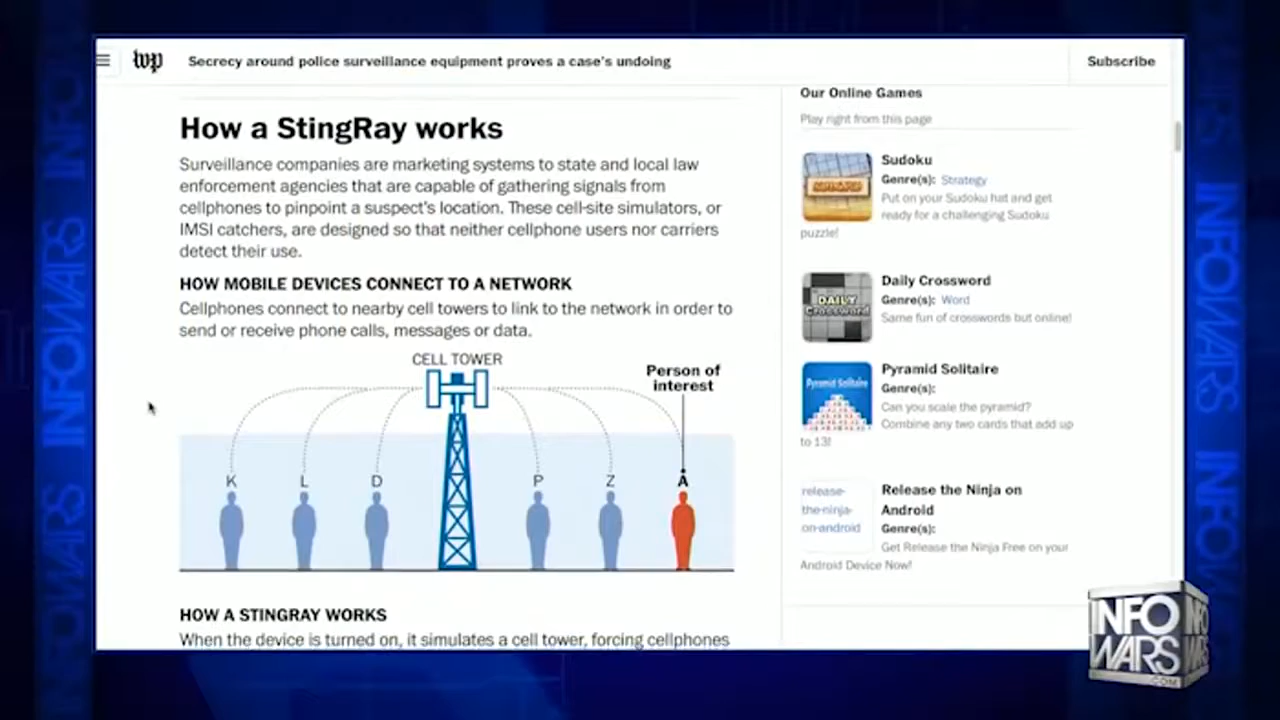 wp
Secrecy around police surveillance equipment proves a case's undoing
Subscribe
How a StingRay works
Surveillance companies are marketing systems to state and local law
enforcement agencies that are capable of gathering signals from
cellphones to pinpoint a suspect's location. These cell-site simulators, or
IMSI catchers, are designed so that neither cellphone users nor carriers
detect their use.
HOW MOBILE DEVICES CONNECT TO A NETWORK
Cellphones connect to nearby cell towers to link to the network in order to
send or receive phone calls, messages or data.
CELL TOWER
Person of
interest
K L D P Z A
HOW A STINGRAY WORKS
When the device is turned on, it simulates a cell tower, forcing cellphones
Our Online Games
Play right from this page
SUDOKU
Sudoku
Genre(s): Strategy
Put on your Sudoku hat and get
ready for a challenging Sudoku
puzzle!
DAILY
Crossword
Daily Crossword
Genre(s): Word
Same fun of crosswords but online!
Pyramid Solitaire
Pyramid Solitaire
Genre(s):
Can you scale the pyramid?
Combine any two cards that add up
to 13!
release-
the-ninja-
on-android
Release the Ninja on
Android
Genre(s):
Get Release the Ninja Free on your
Android Device Now!
INFO
WARS
.COM
INFOWARS
INFOWARS